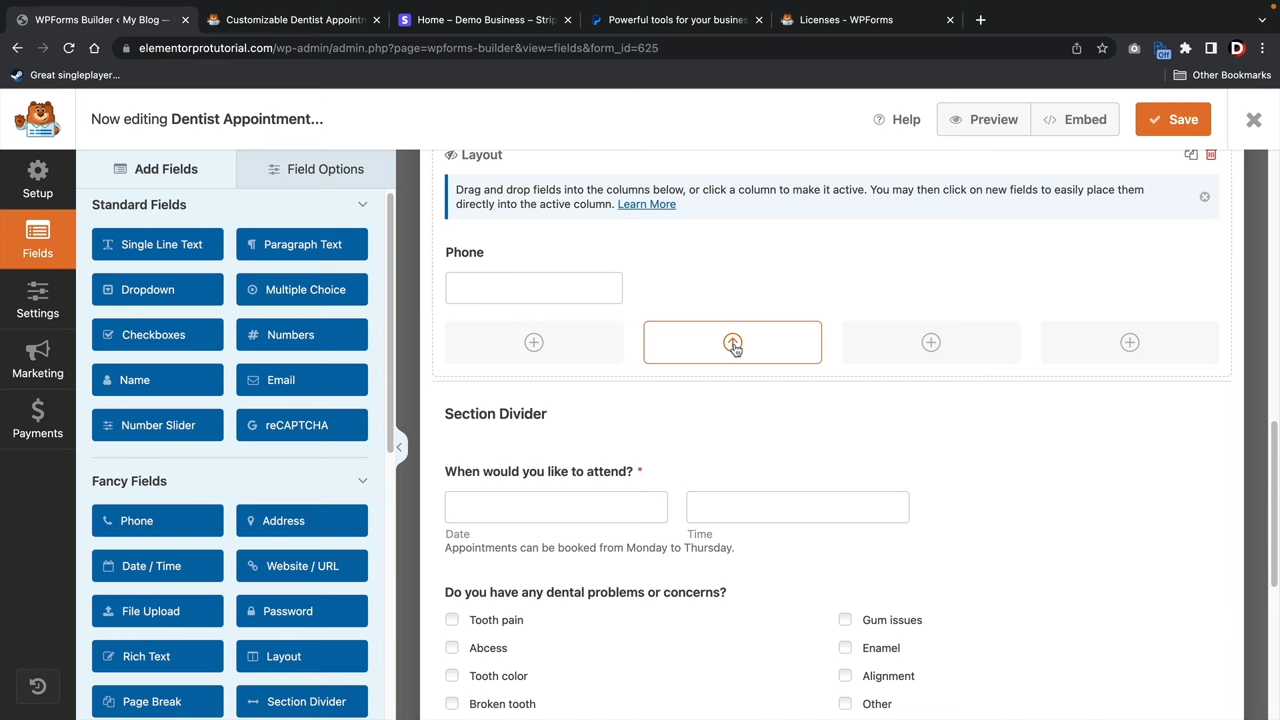 WPForms Builder ‹ My Blog —
Customizable Dentist Appointm
Home – Demo Business – Strip
Powerful tools for your busines
Licenses - WPForms
elementorprotutorial.com/wp-admin/admin.php?page=wpforms-builder&view=fields&form_id=625
Off
D
Great singleplayer...
Other Bookmarks
Now editing Dentist Appointment...
Help
Preview
Embed
Save
Setup
Fields
Settings
Marketing
Payments
Add Fields
Field Options
Standard Fields
Single Line Text
Paragraph Text
Dropdown
Multiple Choice
Checkboxes
# Numbers
Name
Email
Number Slider
G reCAPTCHA
Fancy Fields
Phone
Address
Date / Time
Website / URL
File Upload
Password
Rich Text
Layout
Page Break
Section Divider
Layout
Drag and drop fields into the columns below, or click a column to make it active. You may then click on new fields to easily place them
directly into the active column. Learn More
Phone
Section Divider
When would you like to attend? *
Date
Time
Appointments can be booked from Monday to Thursday.
Do you have any dental problems or concerns?
Tooth pain
Gum issues
Abcess
Enamel
Tooth color
Alignment
Broken tooth
Other